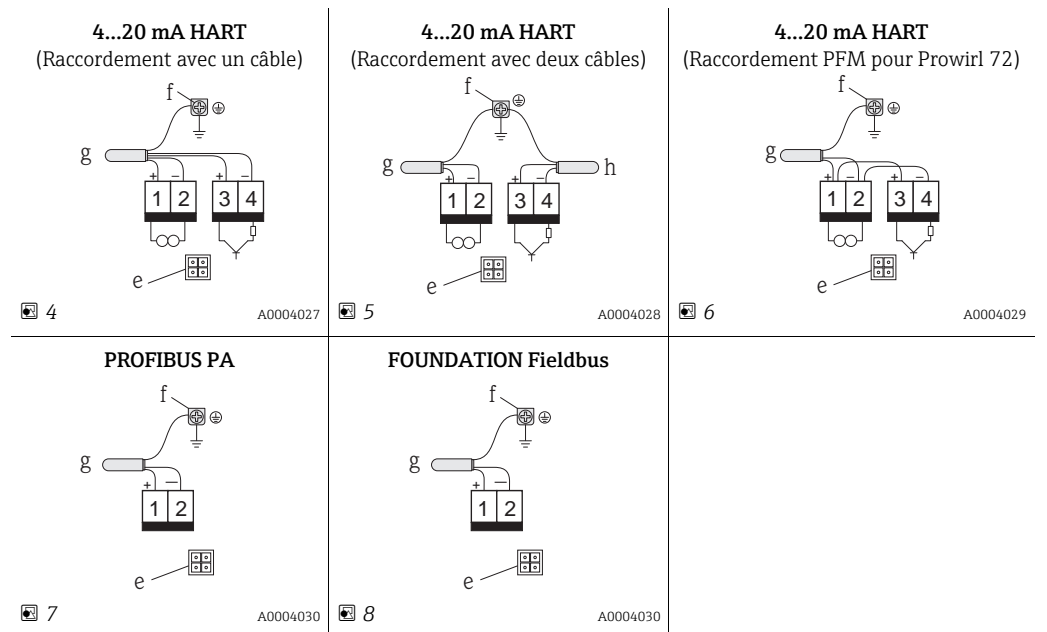 4...20 mA HART
(Raccordement avec un câble)
f
g
+ – + –
1 2 3 4
e
4
A0004027
4...20 mA HART
(Raccordement avec deux câbles)
f
g
h
+ – + –
1 2 3 4
e
5
A0004028
4...20 mA HART
(Raccordement PFM pour Prowirl 72)
f
g
+ – + –
1 2 3 4
e
6
A0004029
PROFIBUS PA
f
g
+ –
1 2
e
7
A0004030
FOUNDATION Fieldbus
f
g
+ –
1 2
e
8
A0004030